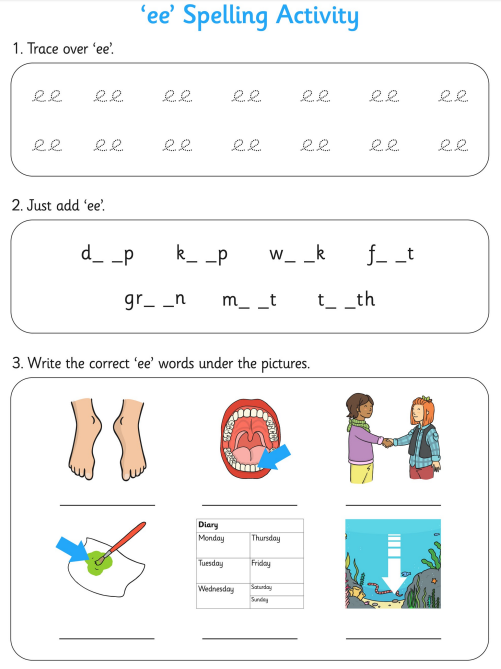 ‘ee’ Spelling Activity
1. Trace over ‘ee’.
ee ee ee ee ee ee ee
ee ee ee ee ee ee ee
2. Just add ‘ee’.
d_ _p k_ _p w_ _k f_ _t
gr_ _n m_ _t t_ _th
3. Write the correct ‘ee’ words under the pictures.
Diary
Monday Thursday
Tuesday Friday
Wednesday Saturday
Sunday